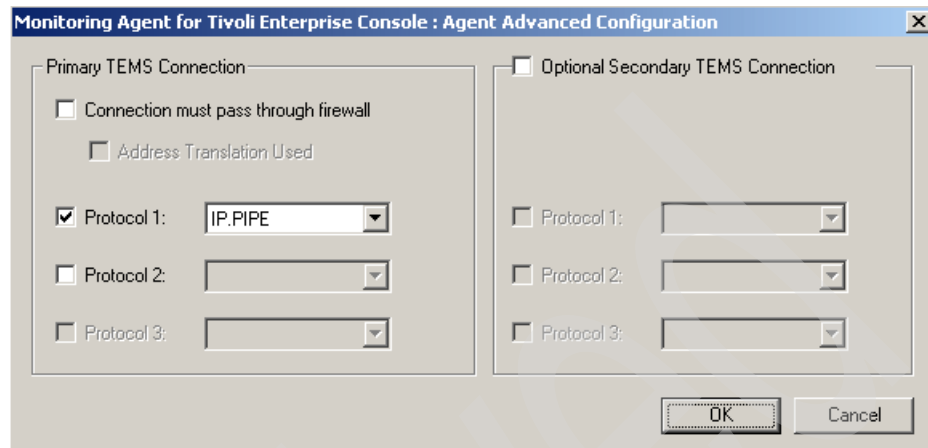 Monitoring Agent for Tivoli Enterprise Console : Agent Advanced Configuration
Primary TEMS Connection
Connection must pass through firewall
Address Translation Used
Protocol 1: IP.PIPE
Protocol 2:
Protocol 3:
Optional Secondary TEMS Connection
Protocol 1:
Protocol 2:
Protocol 3:
OK Cancel